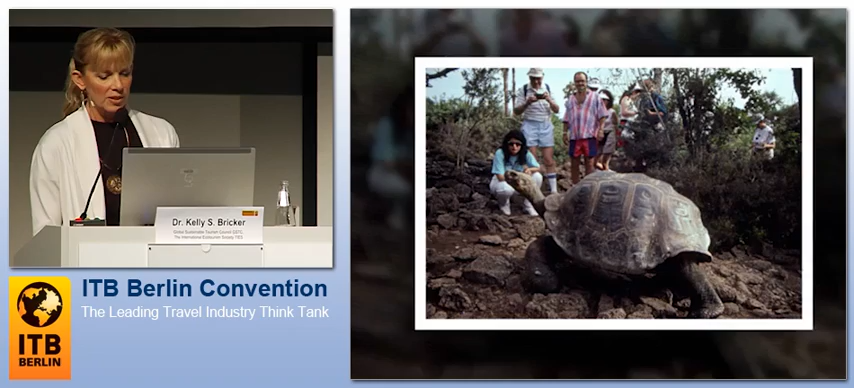 Dr. Kelly S. Bricker
Global Sustainable Tourism Council GSTC,
The International Ecotourism Society TIES
ITB Berlin Convention
The Leading Travel Industry Think Tank
ITB
BERLIN